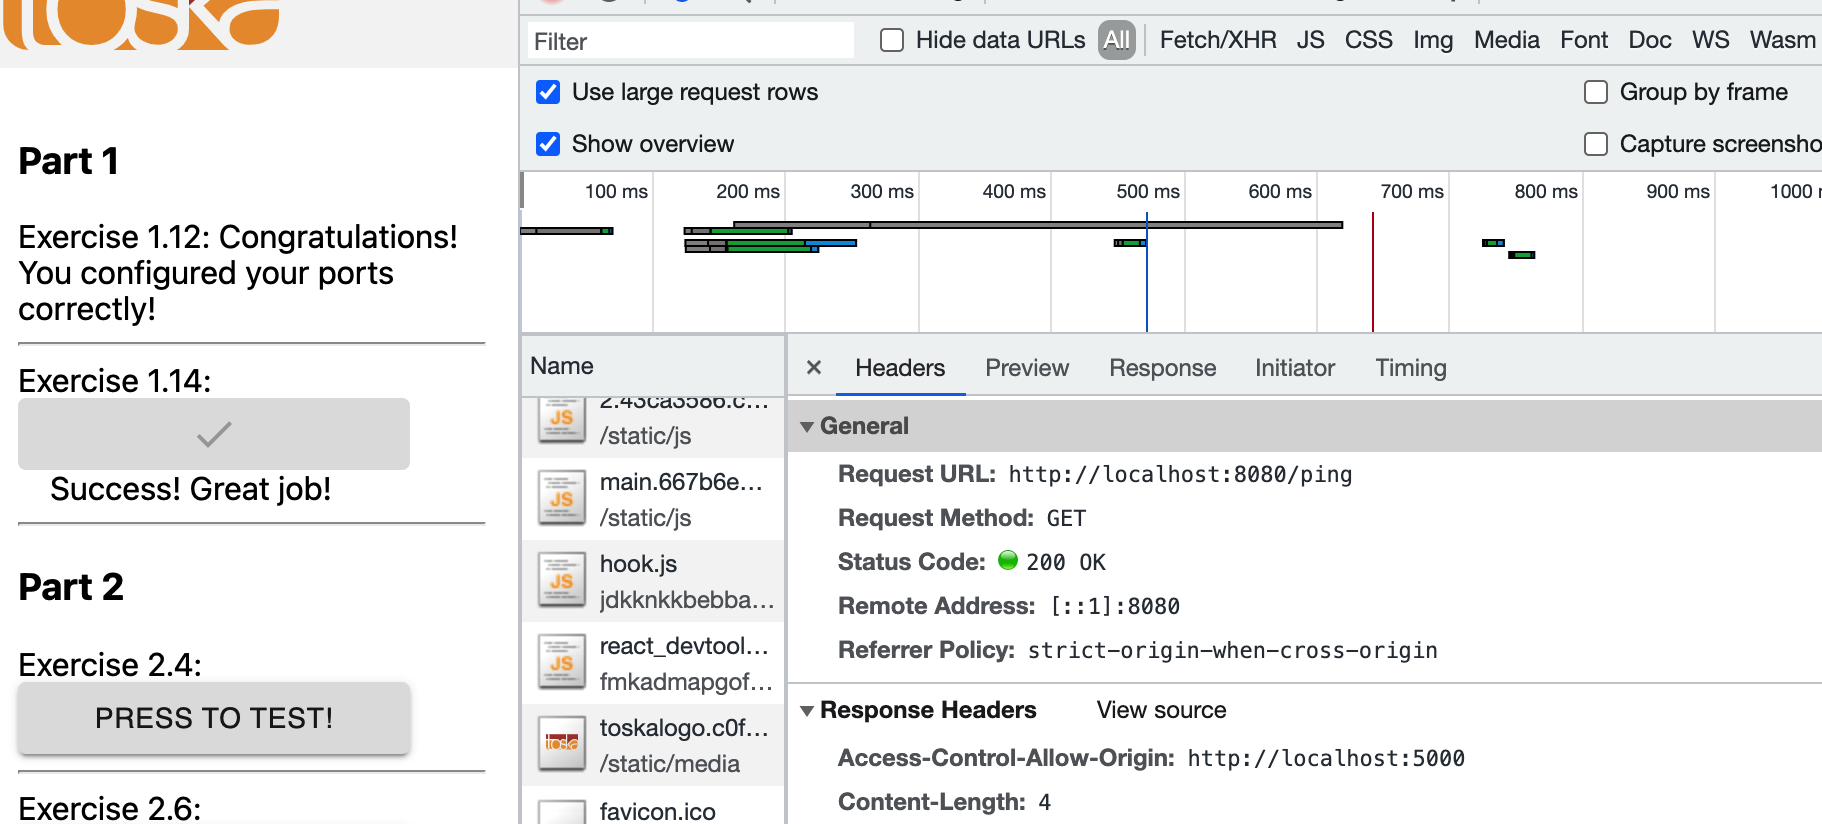 toska
Part 1
Exercise 1.12: Congratulations!
You configured your ports
correctly!
Exercise 1.14:
Success! Great job!
Part 2
Exercise 2.4:
PRESS TO TEST!
Exercise 2.6:
Filter
Hide data URLs
All
Fetch/XHR
JS
CSS
Img
Media
Font
Doc
WS
Wasm
Use large request rows
Group by frame
Show overview
Capture screensho
100 ms
200 ms
300 ms
400 ms
500 ms
600 ms
700 ms
800 ms
900 ms
1000
Name
2.43ca3586.c...
/static/js
JS
main.667b6e...
/static/js
JS
hook.js
jdkknkkbebba...
JS
react_devtool...
fmkadmapgof...
JS
toskalogo.c0f...
/static/media
toska
favicon.ico
× Headers Preview Response Initiator Timing
General
Request URL: http://localhost:8080/ping
Request Method: GET
Status Code: 200 OK
Remote Address: [::1]:8080
Referrer Policy: strict-origin-when-cross-origin
Response Headers View source
Access-Control-Allow-Origin: http://localhost:5000
Content-Length: 4